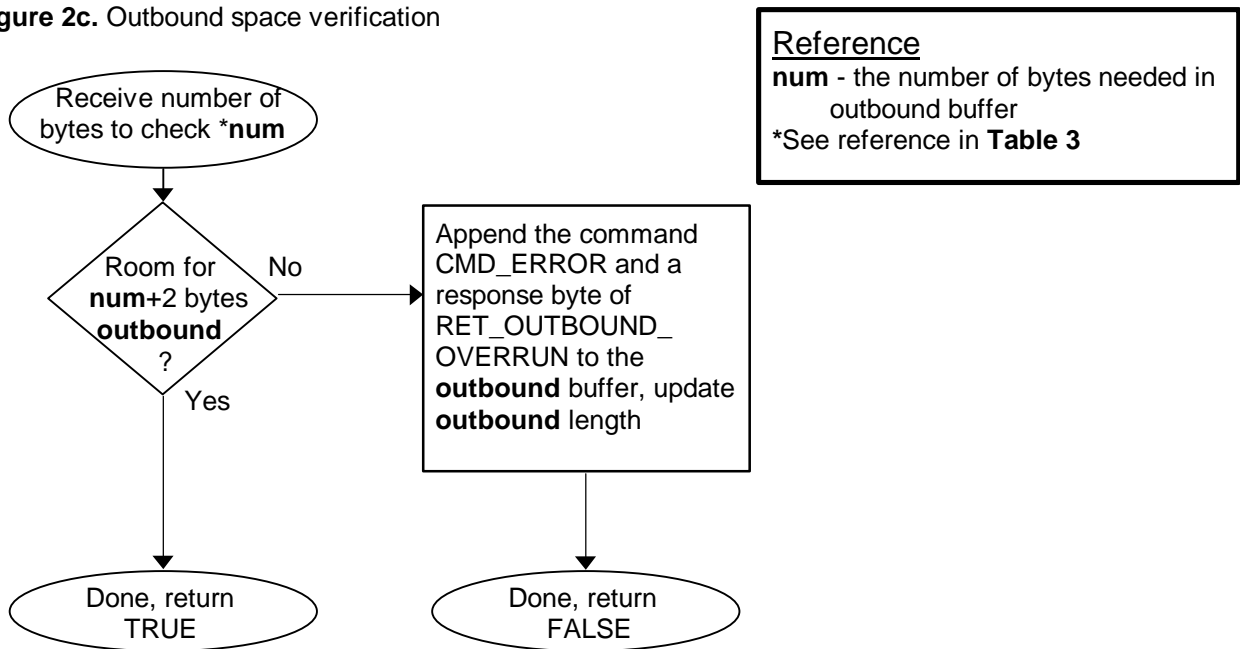 gure 2c. Outbound space verification
Reference
num - the number of bytes needed in
outbound buffer
*See reference in Table 3
Receive number of
bytes to check *num
Room for
num+2 bytes
outbound
?
No
Yes
Append the command
CMD_ERROR and a
response byte of
RET_OUTBOUND_
OVERRUN to the
outbound buffer, update
outbound length
Done, return
TRUE
Done, return
FALSE